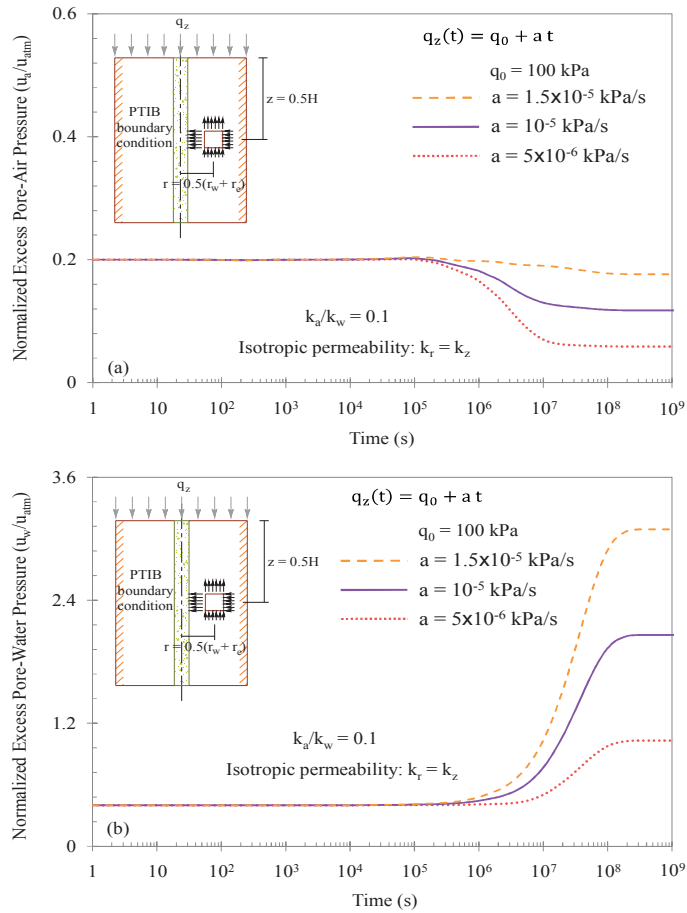 q_z
q_z(t) = q_0 + a t
q_0 = 100 kPa
a = 1.5x10^-5 kPa/s
a = 10^-5 kPa/s
a = 5x10^-6 kPa/s
PTIB
boundary
condition
z = 0.5H
r = 0.5(r_w+ r_e)
Normalized Excess Pore-Air Pressure (u_a/u_atm)
0.6
0.4
0.2
0
k_a/k_w = 0.1
Isotropic permeability: k_r = k_z
(a)
1 10 10^2 10^3 10^4 10^5 10^6 10^7 10^8 10^9
Time (s)
q_z
q_z(t) = q_0 + a t
q_0 = 100 kPa
a = 1.5x10^-5 kPa/s
a = 10^-5 kPa/s
a = 5x10^-6 kPa/s
PTIB
boundary
condition
z = 0.5H
r = 0.5(r_w+ r_e)
Normalized Excess Pore-Water Pressure (u_w/u_atm)
3.6
2.4
1.2
0
k_a/k_w = 0.1
Isotropic permeability: k_r = k_z
(b)
1 10 10^2 10^3 10^4 10^5 10^6 10^7 10^8 10^9
Time (s)